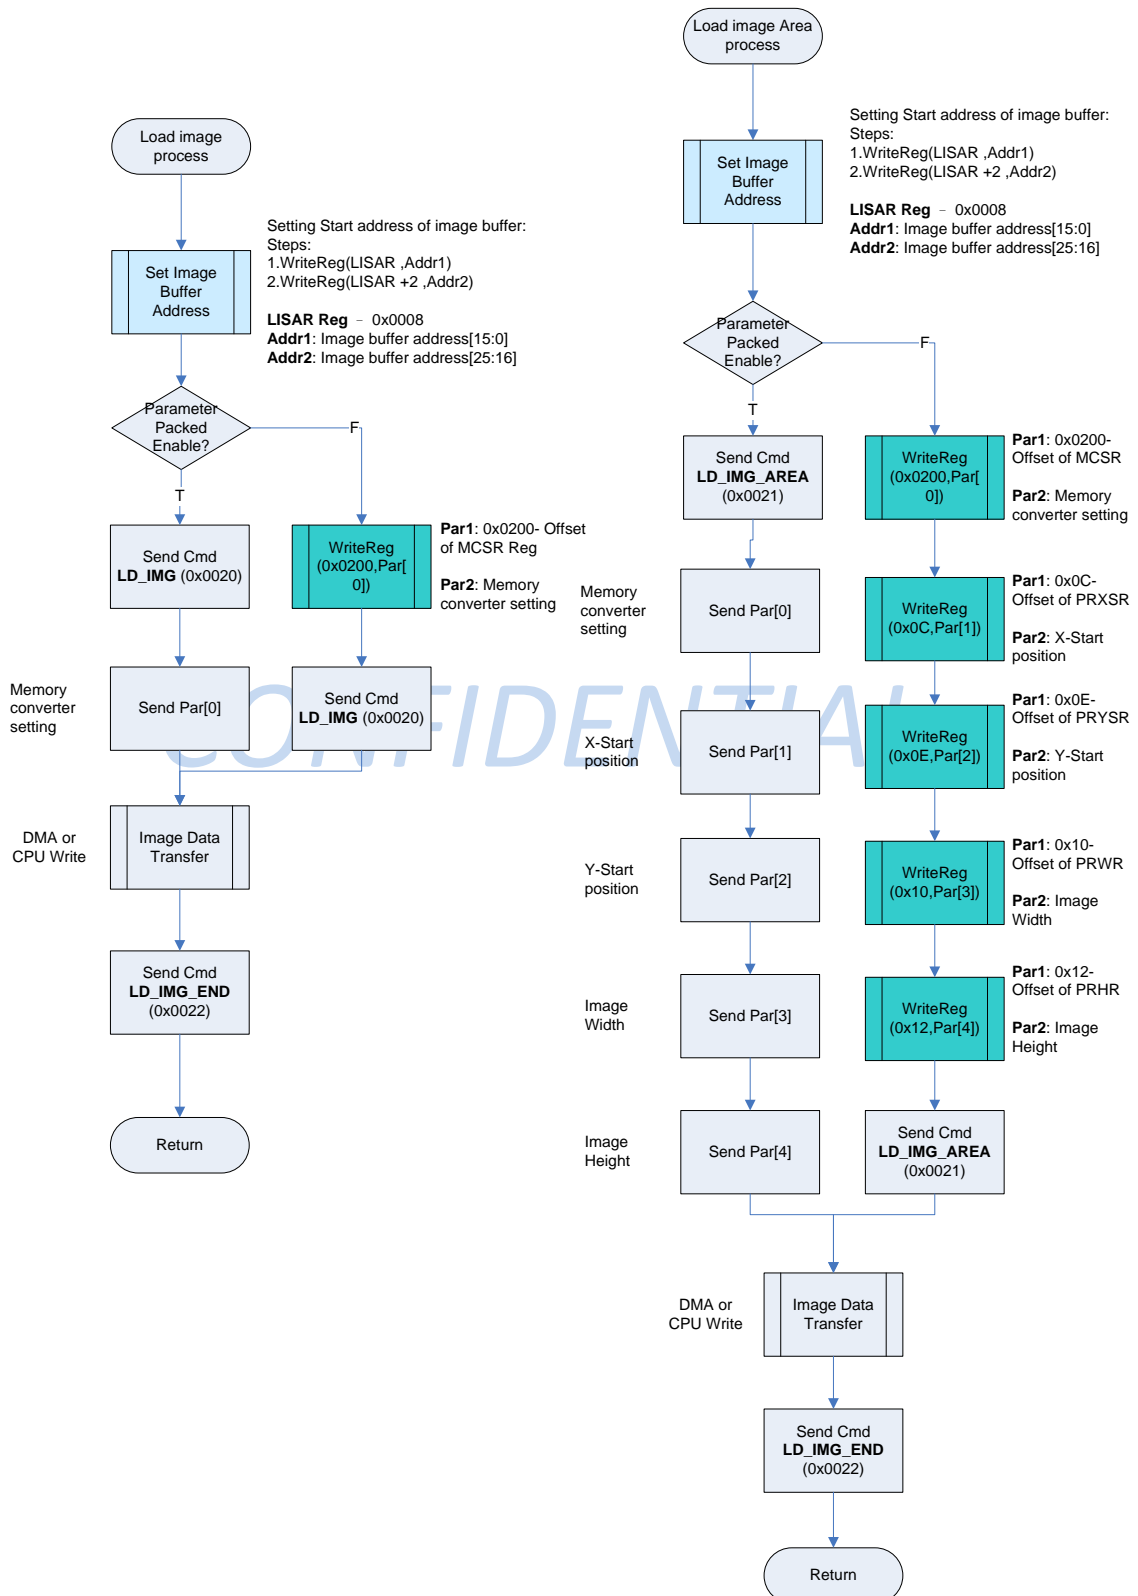 Load image
process
Setting Start address of image buffer:
Steps:
1.WriteReg(LISAR ,Addr1)
2.WriteReg(LISAR +2 ,Addr2)
LISAR Reg – 0x0008
Addr1: Image buffer address[15:0]
Addr2: Image buffer address[25:16]
Set Image
Buffer
Address
Parameter
Packed
Enable?
F
T
Send Cmd
LD_IMG (0x0020)
WriteReg
(0x0200,Par[
0])
Par1: 0x0200- Offset
of MCSR Reg
Par2: Memory
converter setting
Memory
converter
setting
Send Par[0]
Send Cmd
LD_IMG (0x0020)
DMA or
CPU Write
Image Data
Transfer
Send Cmd
LD_IMG_END
(0x0022)
Return
Load image Area
process
Setting Start address of image buffer:
Steps:
1.WriteReg(LISAR ,Addr1)
2.WriteReg(LISAR +2 ,Addr2)
LISAR Reg – 0x0008
Addr1: Image buffer address[15:0]
Addr2: Image buffer address[25:16]
Set Image
Buffer
Address
Parameter
Packed
Enable?
F
T
Send Cmd
LD_IMG_AREA
(0x0021)
WriteReg
(0x0200,Par[
0])
Par1: 0x0200-
Offset of MCSR
Par2: Memory
converter setting
Memory
converter
setting
Send Par[0]
WriteReg
(0x0C,Par[1])
Par1: 0x0C-
Offset of PRXSR
Par2: X-Start
position
X-Start
position
Send Par[1]
WriteReg
(0x0E,Par[2])
Par1: 0x0E-
Offset of PRYSR
Par2: Y-Start
position
Y-Start
position
Send Par[2]
WriteReg
(0x10,Par[3])
Par1: 0x10-
Offset of PRWR
Par2: Image
Width
Image
Width
Send Par[3]
WriteReg
(0x12,Par[4])
Par1: 0x12-
Offset of PRHR
Par2: Image
Height
Image
Height
Send Par[4]
Send Cmd
LD_IMG_AREA
(0x0021)
DMA or
CPU Write
Image Data
Transfer
Send Cmd
LD_IMG_END
(0x0022)
Return
CONFIDENTIAL